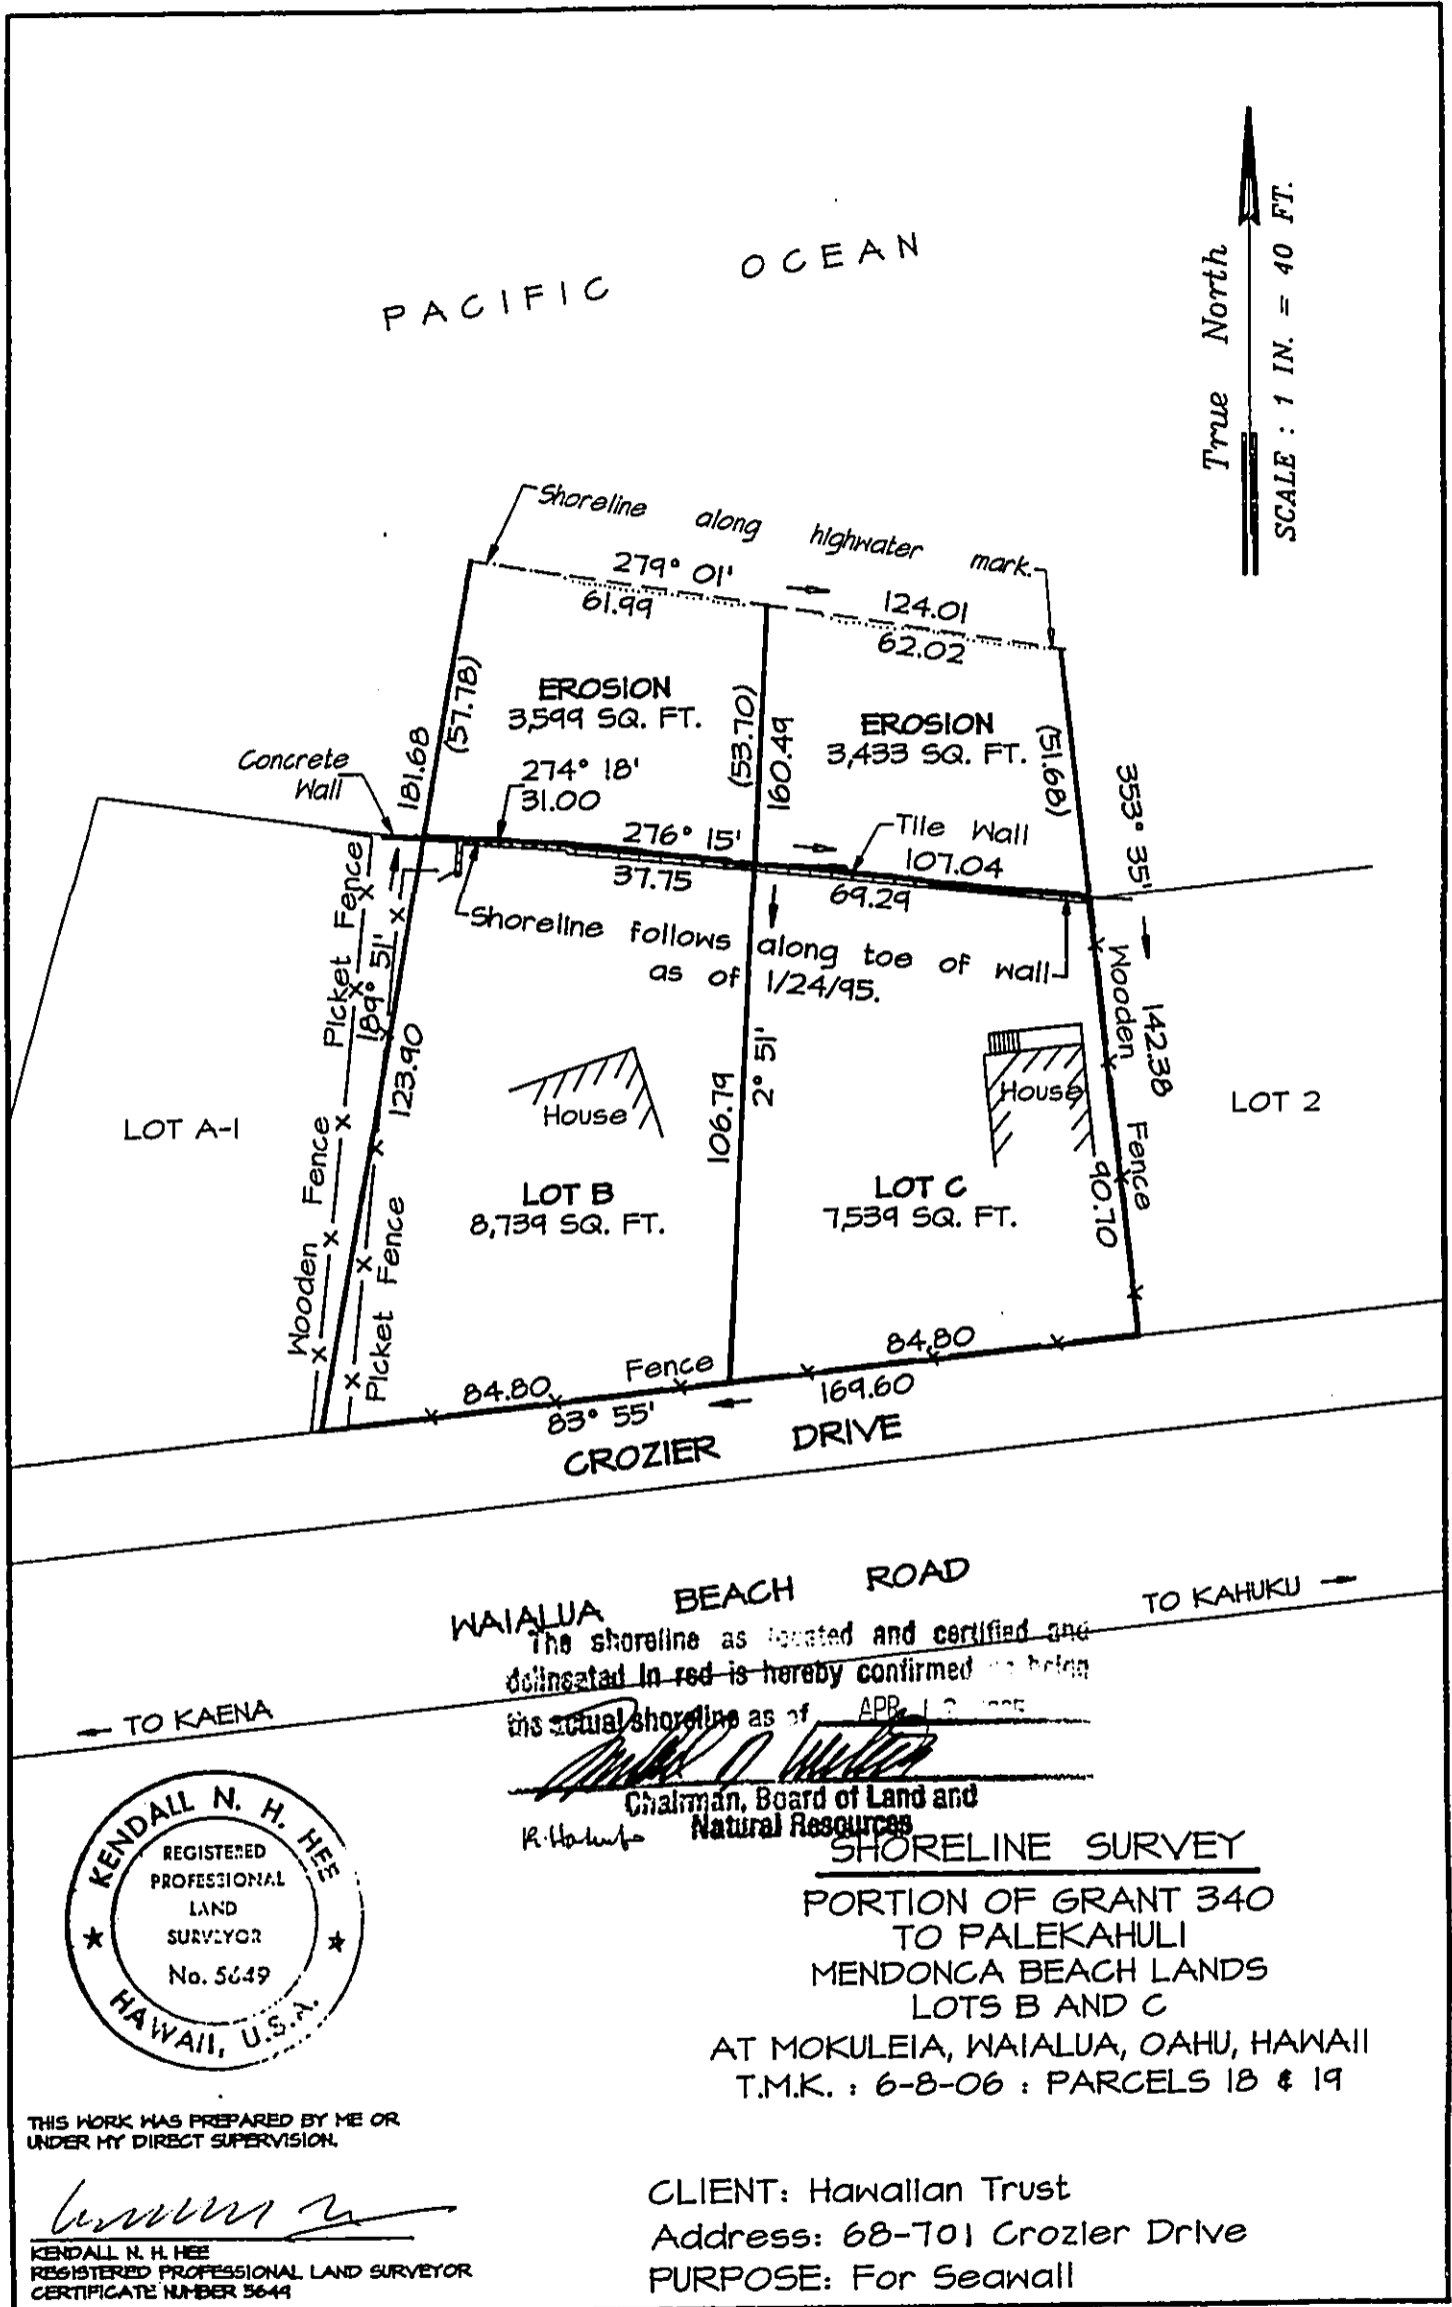 PACIFIC OCEAN
True North
SCALE : 1 IN. = 40 FT.
Shoreline along highwater mark.
279° 01'
61.99
124.01
62.02
EROSION
3,599 SQ. FT.
EROSION
3,433 SQ. FT.
(57.78)
181.68
(53.70)
160.49
(51.68)
353° 35'
142.38
Concrete
Wall
274° 18'
31.00
276° 15'
37.75
Tile Wall
107.04
69.29
Shoreline follows along toe of wall
as of 1/24/95.
Picket Fence
189° 51'
123.90
Wooden Fence
Picket Fence
Wooden Fence
90.70
106.79
2° 51'
House
House
LOT A-1
LOT 2
LOT B
8,739 SQ. FT.
LOT C
7,539 SQ. FT.
84.80
Fence
84.80
83° 55'
169.60
CROZIER DRIVE
WAIALUA BEACH ROAD
TO KAHUKU
TO KAENA
The shoreline as located and certified and
delineated in red is hereby confirmed as being
the actual shoreline as of APR
Chairman, Board of Land and
Natural Resources
KENDALL N. H. HEE
REGISTERED
PROFESSIONAL
LAND
SURVEYOR
No. 5649
HAWAII, U.S.A.
SHORELINE SURVEY
PORTION OF GRANT 340
TO PALEKAHULI
MENDONCA BEACH LANDS
LOTS B AND C
AT MOKULEIA, WAIALUA, OAHU, HAWAII
T.M.K. : 6-8-06 : PARCELS 18 & 19
THIS WORK WAS PREPARED BY ME OR
UNDER MY DIRECT SUPERVISION.
KENDALL N. H. HEE
REGISTERED PROFESSIONAL LAND SURVEYOR
CERTIFICATE NUMBER 5649
CLIENT: Hawaiian Trust
Address: 68-701 Crozier Drive
PURPOSE: For Seawall